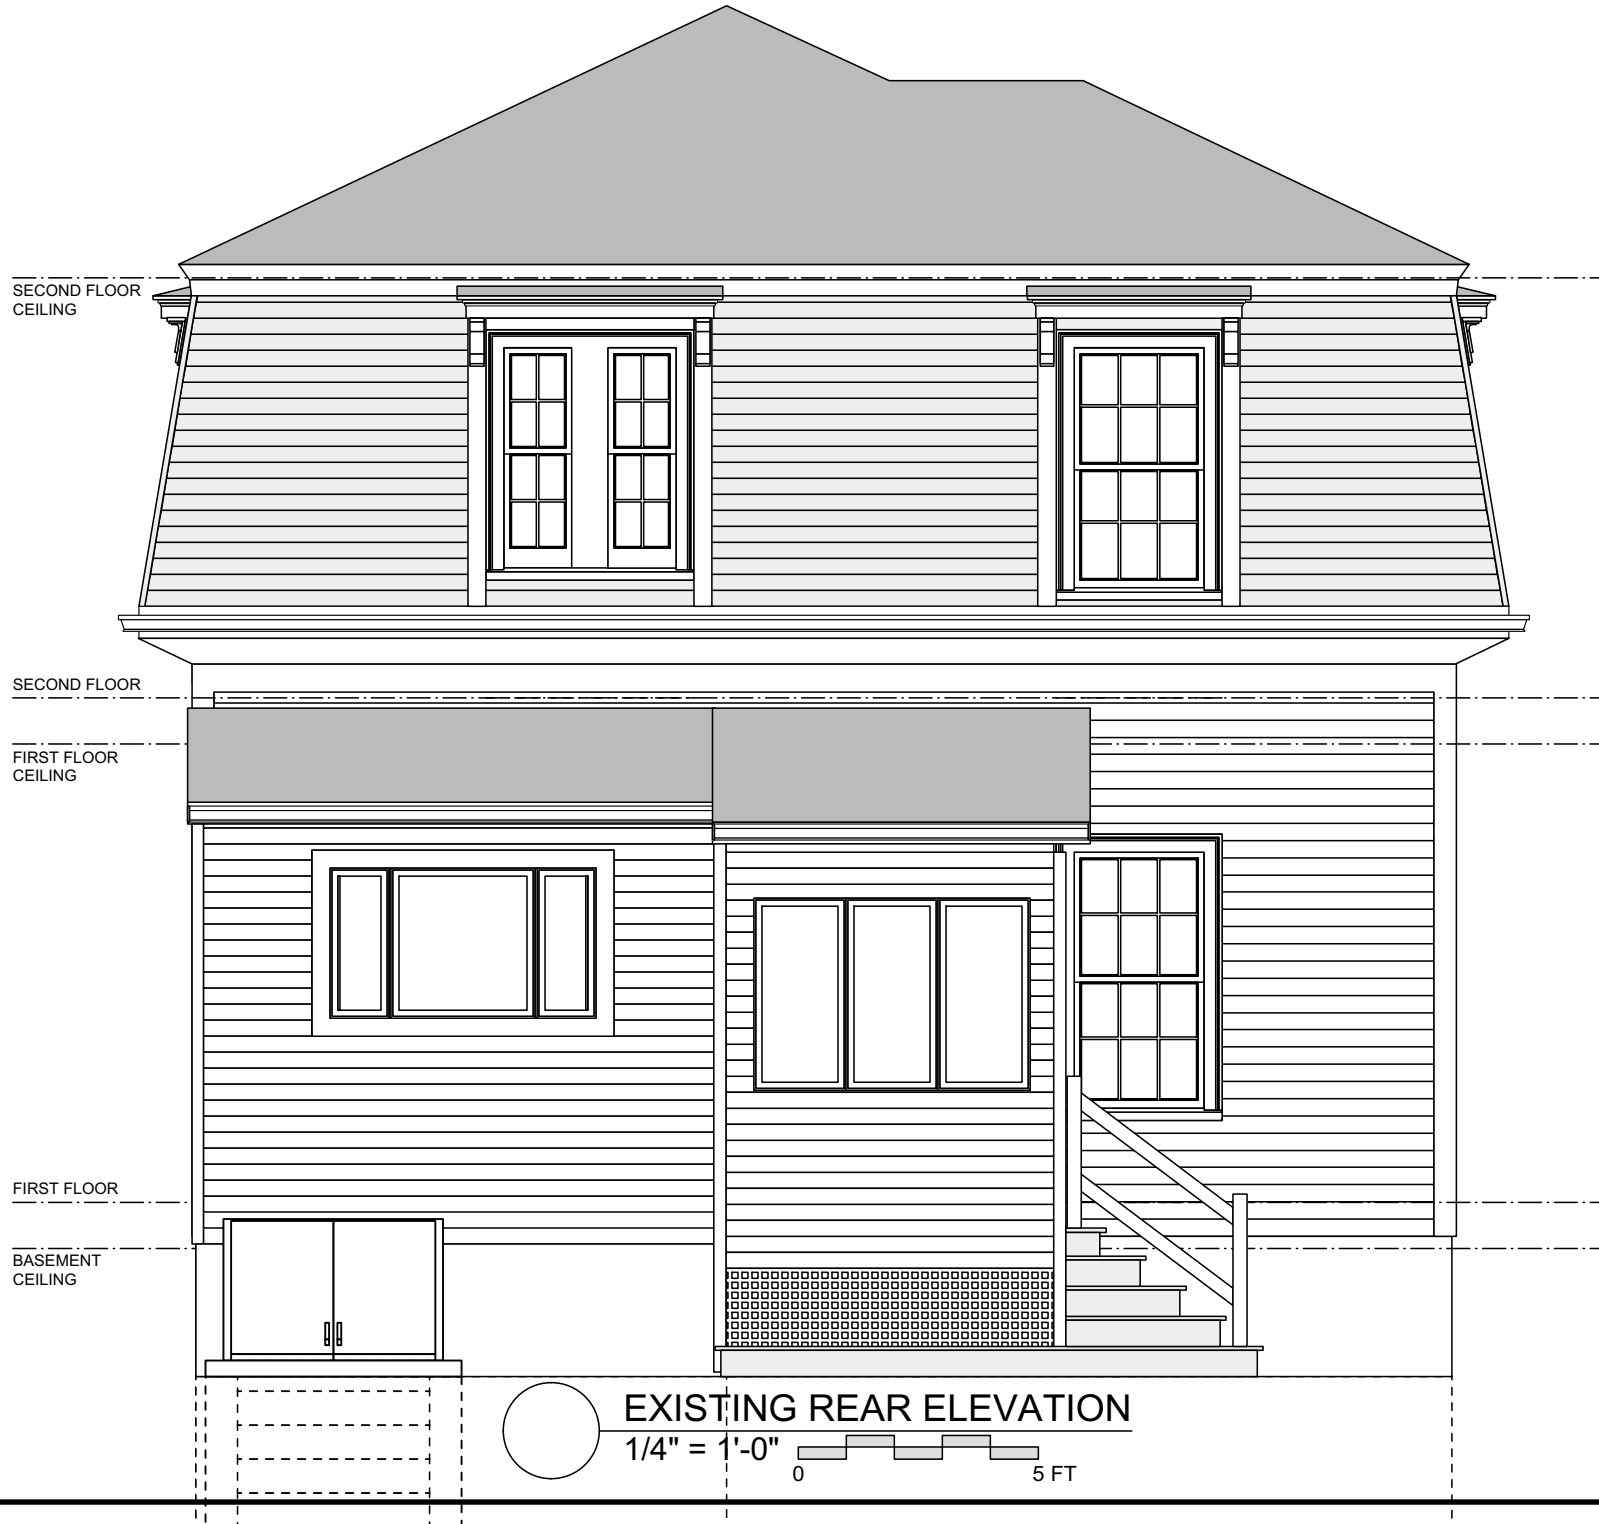 SECOND FLOOR
CEILING
SECOND FLOOR
FIRST FLOOR
CEILING
FIRST FLOOR
BASEMENT
CEILING
EXISTING REAR ELEVATION
1/4" = 1'-0"
0 5 FT